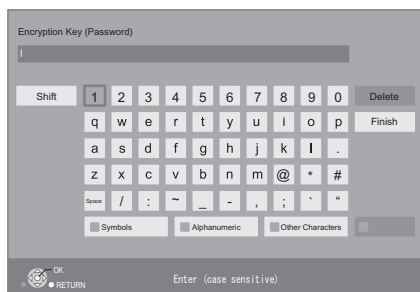 Encryption Key (Password)
Shift 1 2 3 4 5 6 7 8 9 0 Delete
q w e r t y u i o p Finish
a s d f g h j k l .
z x c v b n m @ * #
Space / : ~ _ - , ; ` “
Symbols Alphanumeric Other Characters
OK
RETURN
Enter (case sensitive)